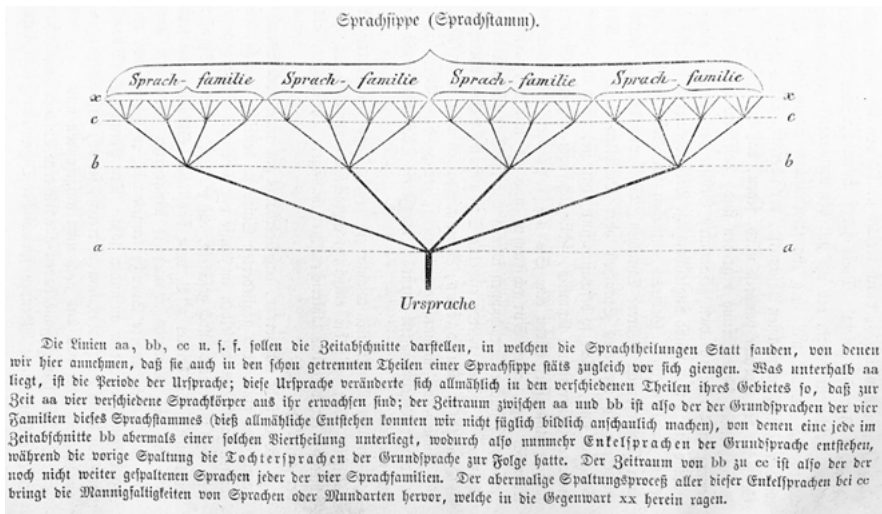 Sprachsippe (Sprachstamm).
Sprach- familie Sprach- familie Sprach- familie Sprach- familie
x x
c c
b b
a a
Ursprache
Die Linien aa, bb, cc u. s. f. sollen die Zeitabschnitte darstellen, in welchen die Sprachtheilungen Statt fanden, von denen
wir hier annehmen, daß sie auch in den schon getrennten Theilen einer Sprachsippe stäts zugleich vor sich giengen. Was unterhalb aa
liegt, ist die Periode der Ursprache; diese Ursprache veränderte sich allmählich in den verschiedenen Theilen ihres Gebietes so, daß zur
Zeit aa vier verschiedene Sprachkörper aus ihr erwachsen sind; der Zeitraum zwischen aa und bb ist also der der Grundsprachen der vier
Familien dieses Sprachstammes (dieß allmähliche Entstehen konnten wir nicht füglich bildlich anschaulich machen), von denen eine jede im
Zeitabschnitte bb abermals einer solchen Viertheilung unterliegt, wodurch also nunmehr Enkelsprachen der Grundsprache entstehen,
während die vorige Spaltung die Tochtersprachen der Grundsprache zur Folge hatte. Der Zeitraum von bb zu cc ist also der der
noch nicht weiter gespaltenen Sprachen jeder der vier Sprachfamilien. Der abermalige Spaltungsproceß aller dieser Enkelsprachen bei cc
bringt die Mannigfaltigkeiten von Sprachen oder Mundarten hervor, welche in die Gegenwart xx herein ragen.